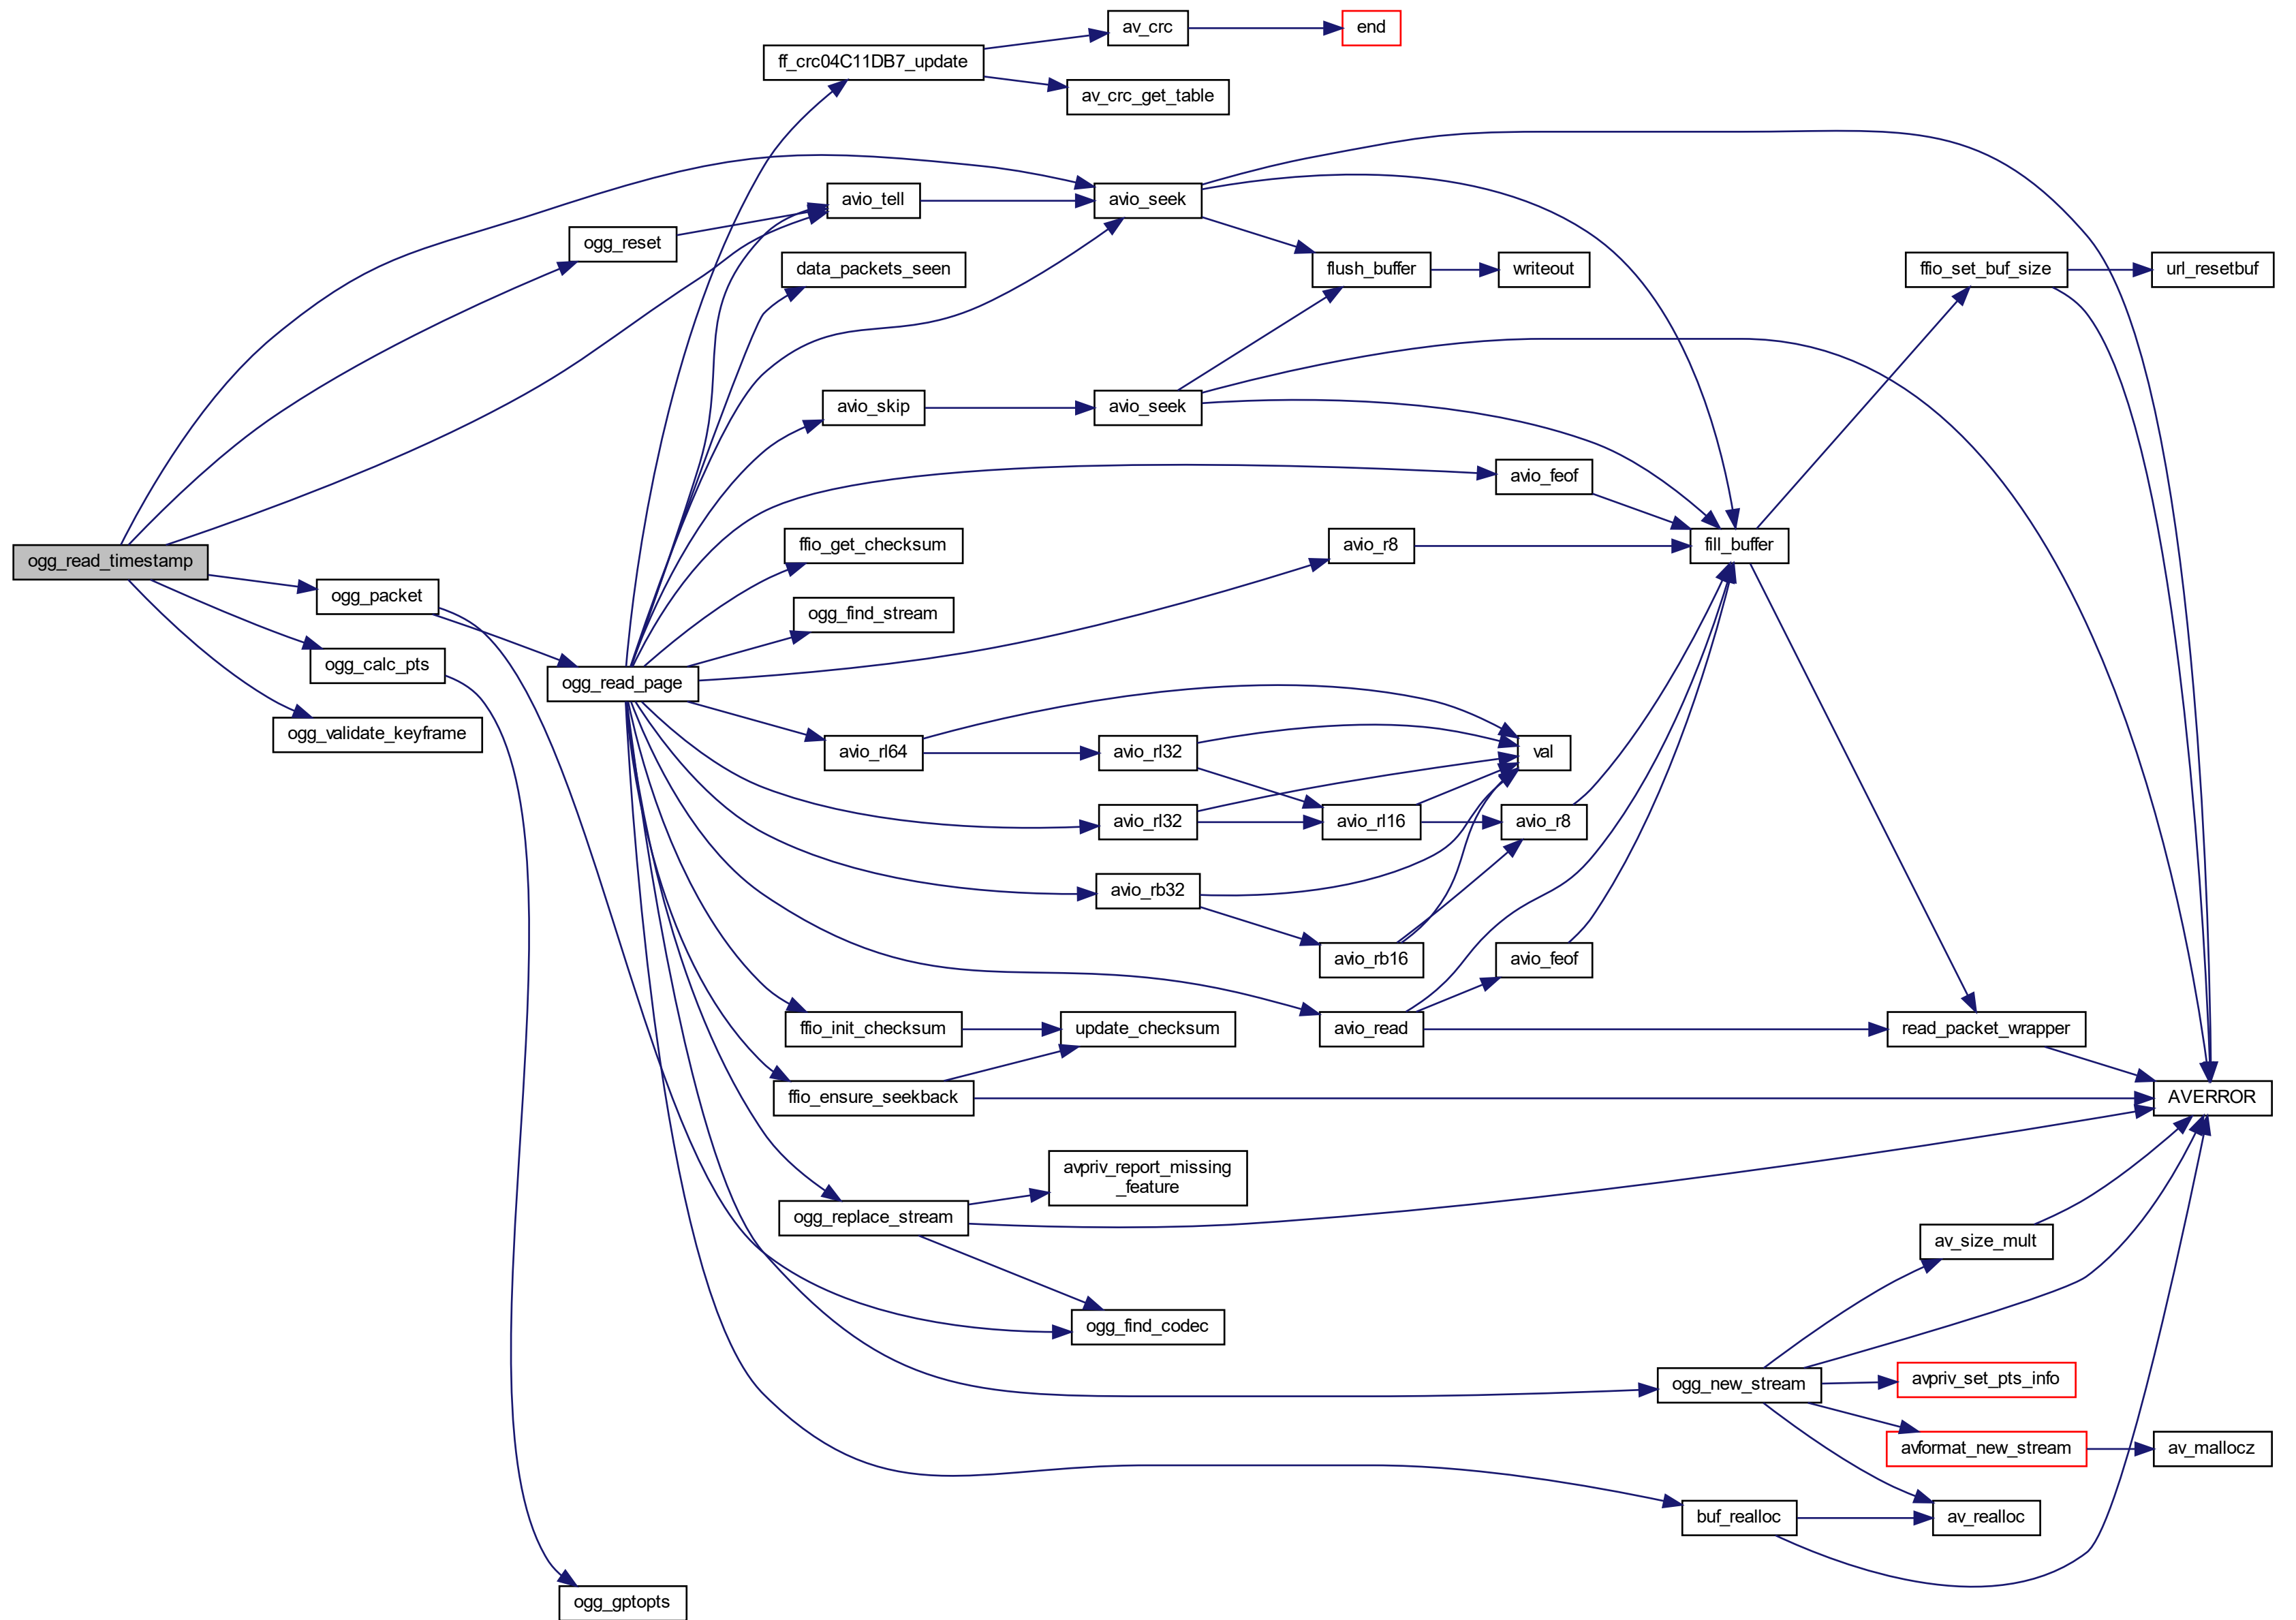 av_crc
end
ff_crc04C11DB7_update
av_crc_get_table
avio_tell
avio_seek
ogg_reset
data_packets_seen
flush_buffer
writeout
ffio_set_buf_size
url_resetbuf
avio_skip
avio_seek
avio_feof
ogg_read_timestamp
ffio_get_checksum
avio_r8
fill_buffer
ogg_packet
ogg_find_stream
ogg_calc_pts
ogg_read_page
ogg_validate_keyframe
avio_rl64
avio_rl32
val
avio_rl32
avio_rl16
avio_r8
avio_rb32
avio_rb16
avio_feof
ffio_init_checksum
update_checksum
avio_read
read_packet_wrapper
ffio_ensure_seekback
AVERROR
avpriv_report_missing
_feature
ogg_replace_stream
av_size_mult
ogg_find_codec
ogg_new_stream
avpriv_set_pts_info
avformat_new_stream
av_mallocz
buf_realloc
av_realloc
ogg_gptopts